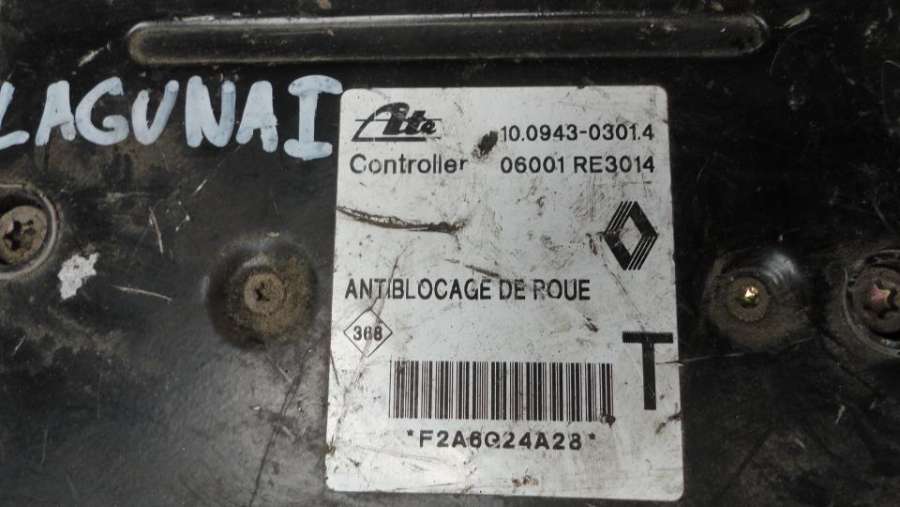 LAGUNA I
Ate 10.0943-0301.4
Controller 06001 RE3014
ANTIBLOCAGE DE ROUE
368
T
*F2A6Q24A28*